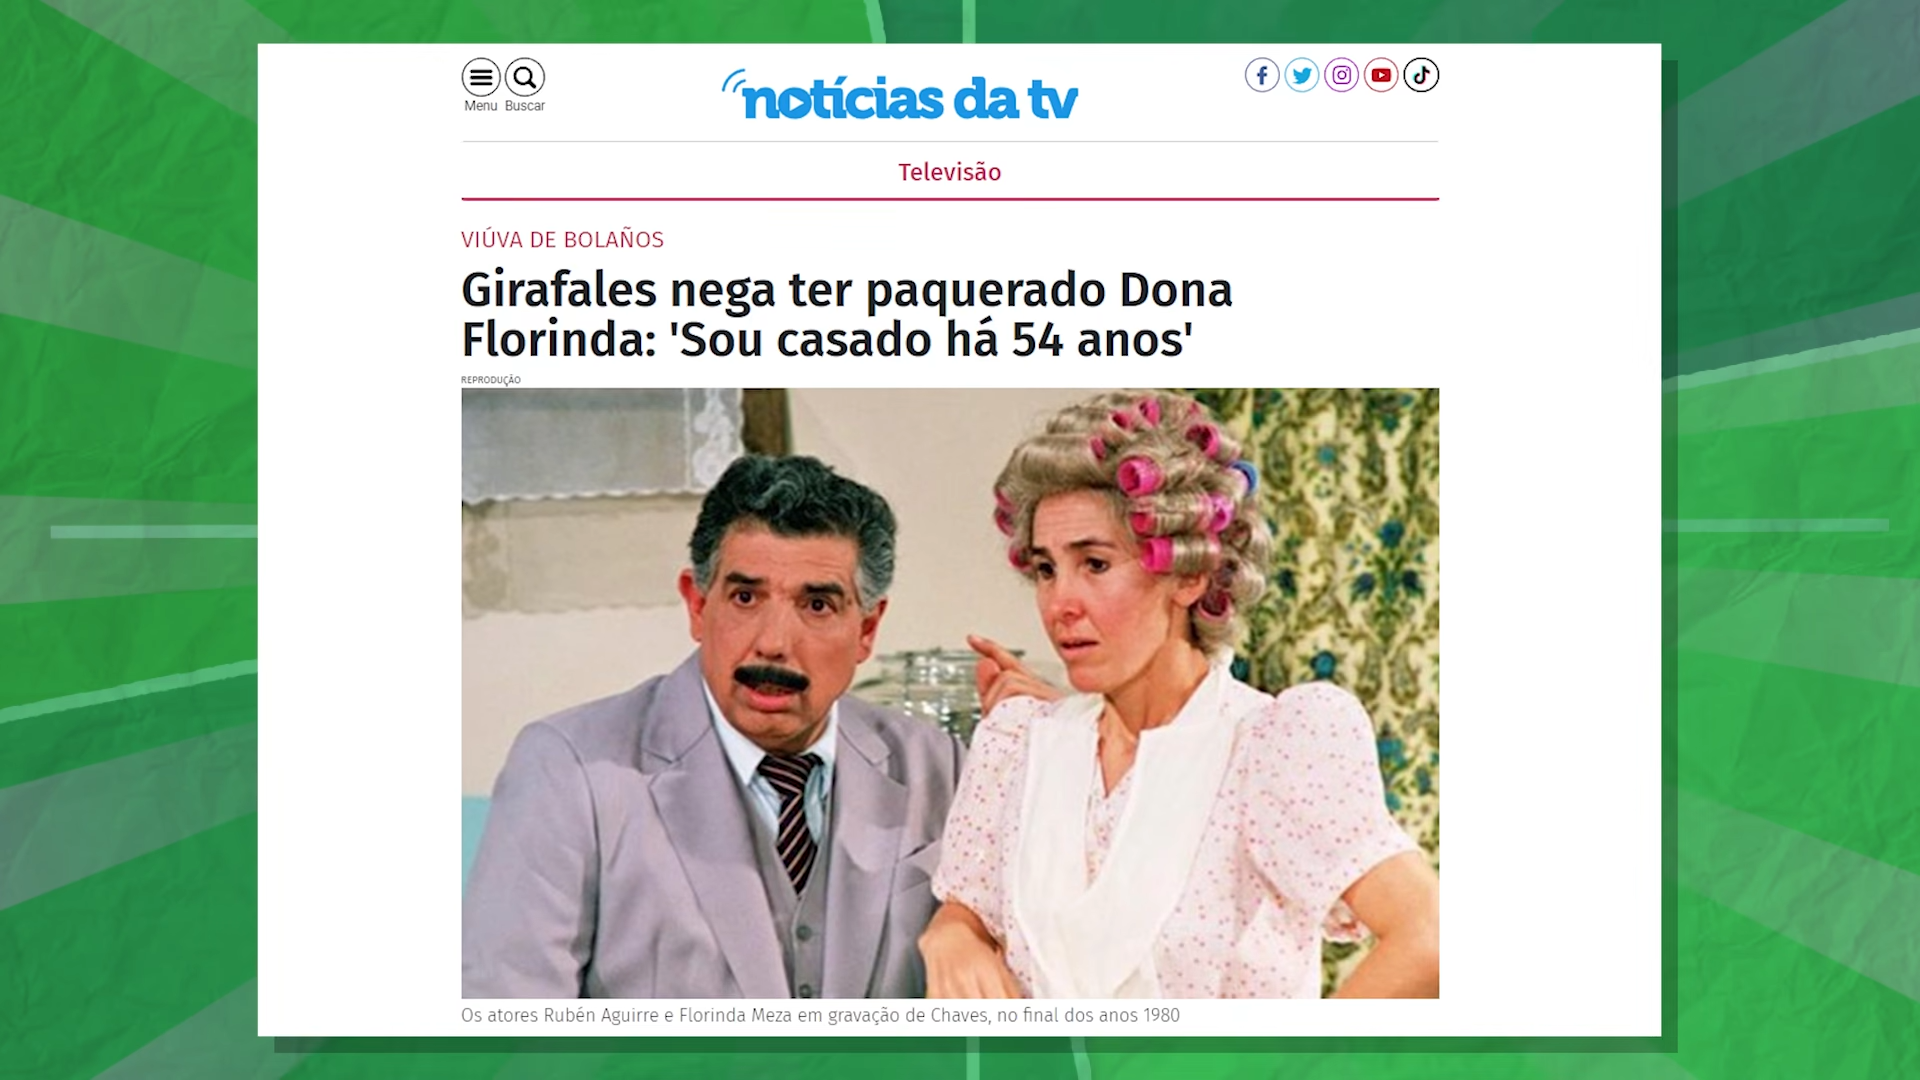 Menu Buscar
notícias da tv
Televisão
VIÚVA DE BOLAÑOS
Girafales nega ter paquerado Dona
Florinda: 'Sou casado há 54 anos'
REPRODUÇÃO
Os atores Rubén Aguirre e Florinda Meza em gravação de Chaves, no final dos anos 1980